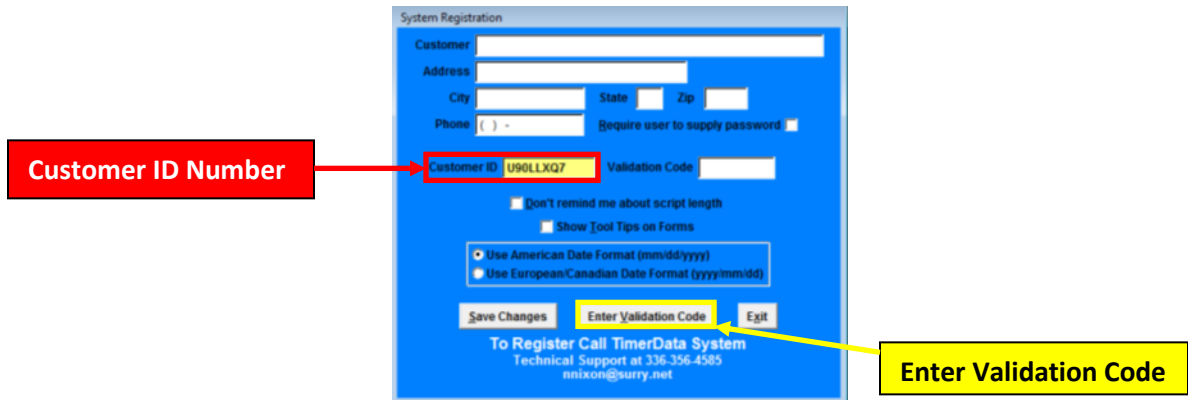 System Registration
Customer
Address
City State Zip
Phone ( ) - Require user to supply password
Customer ID Number
Customer ID U90LLXQ7 Validation Code
Don't remind me about script length
Show Tool Tips on Forms
Use American Date Format (mm/dd/yyyy)
Use European/Canadian Date Format (yyyy/mm/dd)
Save Changes Enter Validation Code Exit
To Register Call TimerData System
Technical Support at 336-356-4585
nnixon@surry.net
Enter Validation Code